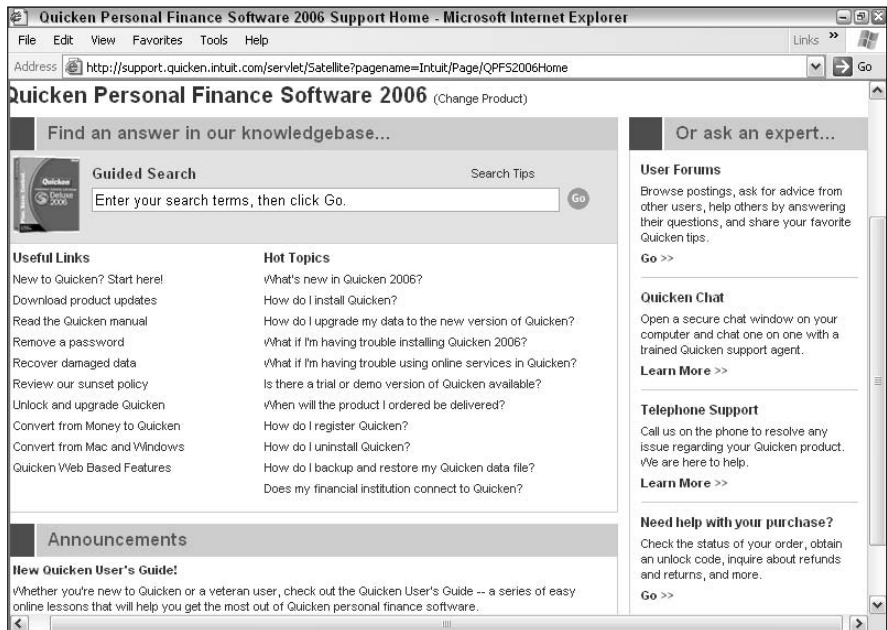 Quicken Personal Finance Software 2006 Support Home - Microsoft Internet Explorer
File Edit View Favorites Tools Help
Links »
Address http://support.quicken.intuit.com/servlet/Satellite?pagename=Intuit/Page/QPFS2006Home
Go
Quicken Personal Finance Software 2006 (Change Product)
Find an answer in our knowledgebase...
Quicken
Deluxe
2006
Guided Search
Search Tips
Enter your search terms, then click Go.
Go
Useful Links
New to Quicken? Start here!
Download product updates
Read the Quicken manual
Remove a password
Recover damaged data
Review our sunset policy
Unlock and upgrade Quicken
Convert from Money to Quicken
Convert from Mac and Windows
Quicken Web Based Features
Hot Topics
What's new in Quicken 2006?
How do I install Quicken?
How do I upgrade my data to the new version of Quicken?
What if I'm having trouble installing Quicken 2006?
What if I'm having trouble using online services in Quicken?
Is there a trial or demo version of Quicken available?
When will the product I ordered be delivered?
How do I register Quicken?
How do I uninstall Quicken?
How do I backup and restore my Quicken data file?
Does my financial institution connect to Quicken?
Announcements
New Quicken User's Guide!
Whether you're new to Quicken or a veteran user, check out the Quicken User's Guide -- a series of easy
online lessons that will help you get the most out of Quicken personal finance software.
Or ask an expert...
User Forums
Browse postings, ask for advice from
other users, help others by answering
their questions, and share your favorite
Quicken tips.
Go >>
Quicken Chat
Open a secure chat window on your
computer and chat one on one with a
trained Quicken support agent.
Learn More >>
Telephone Support
Call us on the phone to resolve any
issue regarding your Quicken product.
We are here to help.
Learn More >>
Need help with your purchase?
Check the status of your order, obtain
an unlock code, inquire about refunds
and returns, and more.
Go >>